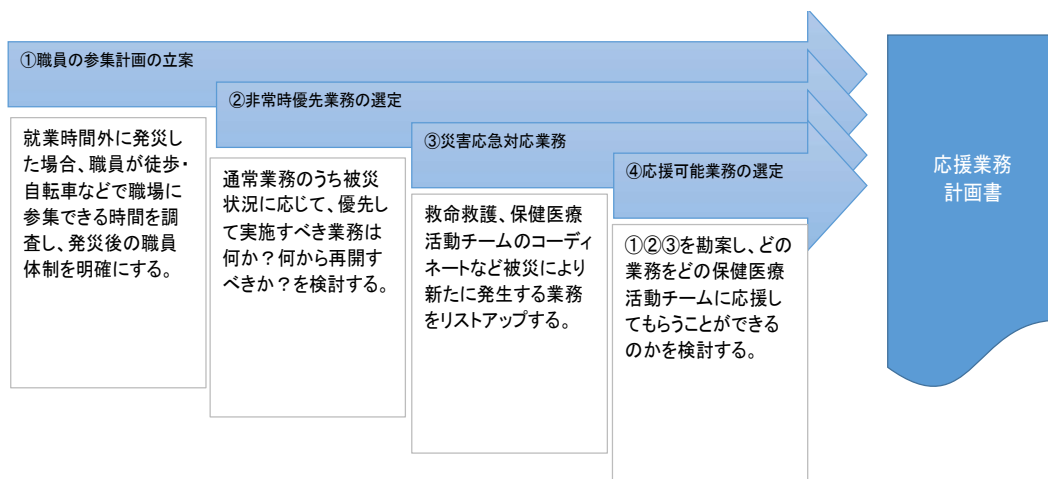 ①職員の参集計画の立案
就業時間外に発災し
た場合、職員が徒歩・
自転車などで職場に
参集できる時間を調
査し、発災後の職員
体制を明確にする。
②非常時優先業務の選定
通常業務のうち被災
状況に応じて、優先し
て実施すべき業務は
何か？何から再開す
べきか？を検討する。
③災害応急対応業務
救命救護、保健医療
活動チームのコーディ
ネートなど被災により
新たに発生する業務
をリストアップする。
④応援可能業務の選定
①②③を勘案し、どの
業務をどの保健医療
活動チームに応援し
てもらうことができる
のかを検討する。
応援業務
計画書